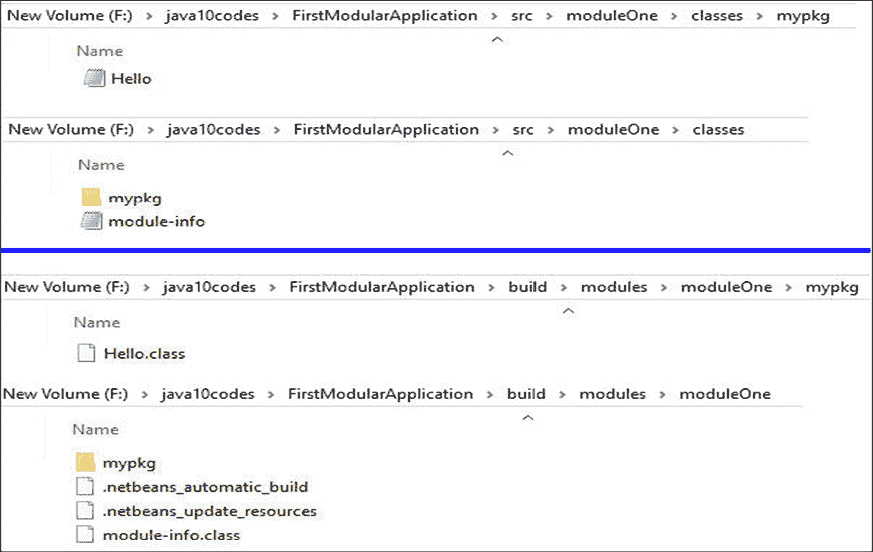 New Volume (F:) > java10codes > FirstModularApplication > src > moduleOne > classes > mypkg
Name
Hello
New Volume (F:) > java10codes > FirstModularApplication > src > moduleOne > classes
Name
mypkg
module-info
New Volume (F:) > java10codes > FirstModularApplication > build > modules > moduleOne > mypkg
Name
Hello.class
New Volume (F:) > java10codes > FirstModularApplication > build > modules > moduleOne
Name
mypkg
.netbeans_automatic_build
.netbeans_update_resources
module-info.class